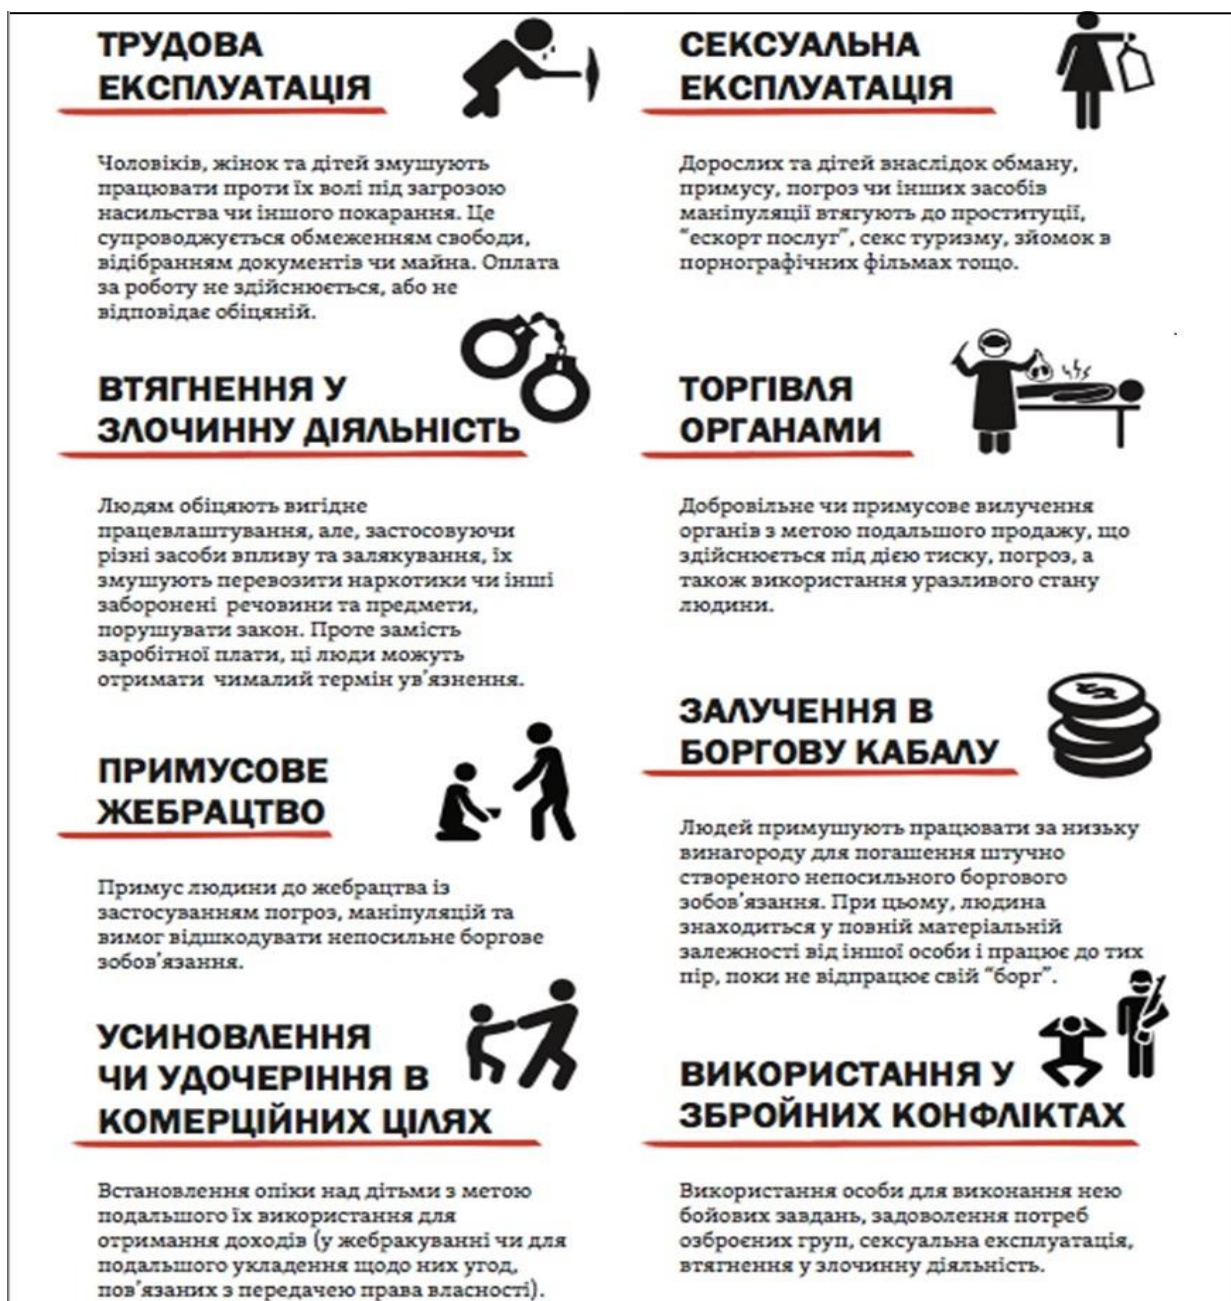 ТРУДОВА
ЕКСПЛУАТАЦІЯ
Чоловіків, жінок та дітей змушують
працювати проти їх волі під загрозою
насильства чи іншого покарання. Це
супроводжується обмеженням свободи,
відібранням документів чи майна. Оплата
за роботу не здійснюється, або не
відповідає обіцяній.
СЕКСУАЛЬНА
ЕКСПЛУАТАЦІЯ
Дорослих та дітей внаслідок обману,
примусу, погроз чи інших засобів
маніпуляції втягують до проституції,
“ескорт послуг”, секс туризму, зйомок в
порнографічних фільмах тощо.
ВТЯГНЕННЯ У
ЗЛОЧИННУ ДІЯЛЬНІСТЬ
Людям обіцяють вигідне
працевлаштування, але, застосовуючи
різні засоби впливу та залякування, їх
змушують перевозити наркотики чи інші
заборонені речовини та предмети,
порушувати закон. Проте замість
заробітної плати, ці люди можуть
отримати чималий термін ув’язнення.
ТОРГІВЛЯ
ОРГАНАМИ
Добровільне чи примусове вилучення
органів з метою подальшого продажу, що
здійснюється під дією тиску, погроз, а
також використання уразливого стану
людини.
ПРИМУСОВЕ
ЖЕБРАЦТВО
Примус людини до жебрацтва із
застосуванням погроз, маніпуляцій та
вимог відшкодувати непосильне боргове
зобов’язання.
ЗАЛУЧЕННЯ В
БОРГОВУ КАБАЛУ
Людей примушують працювати за низьку
винагороду для погашення штучно
створеного непосильного боргового
зобов’язання. При цьому, людина
знаходиться у повній матеріальній
залежності від іншої особи і працює до тих
пір, поки не відпрацює свій “борг”.
УСИНОВЛЕННЯ
ЧИ УДОЧЕРІННЯ В
КОМЕРЦІЙНИХ ЦІЛЯХ
Встановлення опіки над дітьми з метою
подальшого їх використання для
отримання доходів (у жебракуванні чи для
подальшого укладення щодо них угод,
пов’язаних з передачею права власності).
ВИКОРИСТАННЯ У
ЗБРОЙНИХ КОНФЛІКТАХ
Використання особи для виконання нею
бойових завдань, задоволення потреб
озброєних груп, сексуальна експлуатація,
втягнення у злочинну діяльність.